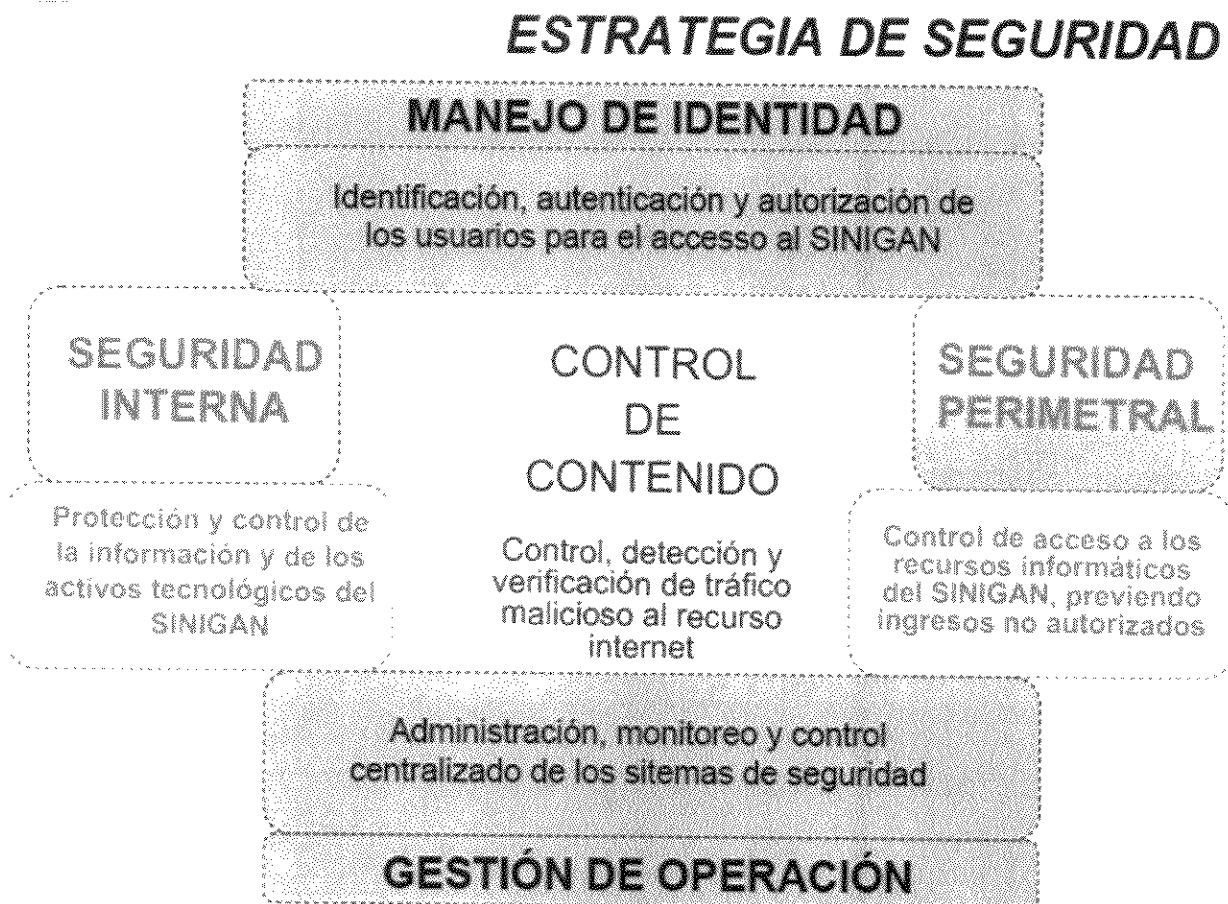 ESTRATEGIA DE SEGURIDAD
MANEJO DE IDENTIDAD
Identificación, autenticación y autorización de
los usuarios para el accesso al SINIGAN
SEGURIDAD
INTERNA
Protección y control de
la información y de los
activos tecnológicos del
SINIGAN
CONTROL
DE
CONTENIDO
Control, detección y
verificación de tráfico
malicioso al recurso
internet
SEGURIDAD
PERIMETRAL
Control de acceso a los
recursos informáticos
del SINIGAN, previendo
ingresos no autorizados
Administración, monitoreo y control
centralizado de los sitemas de seguridad
GESTIÓN DE OPERACIÓN